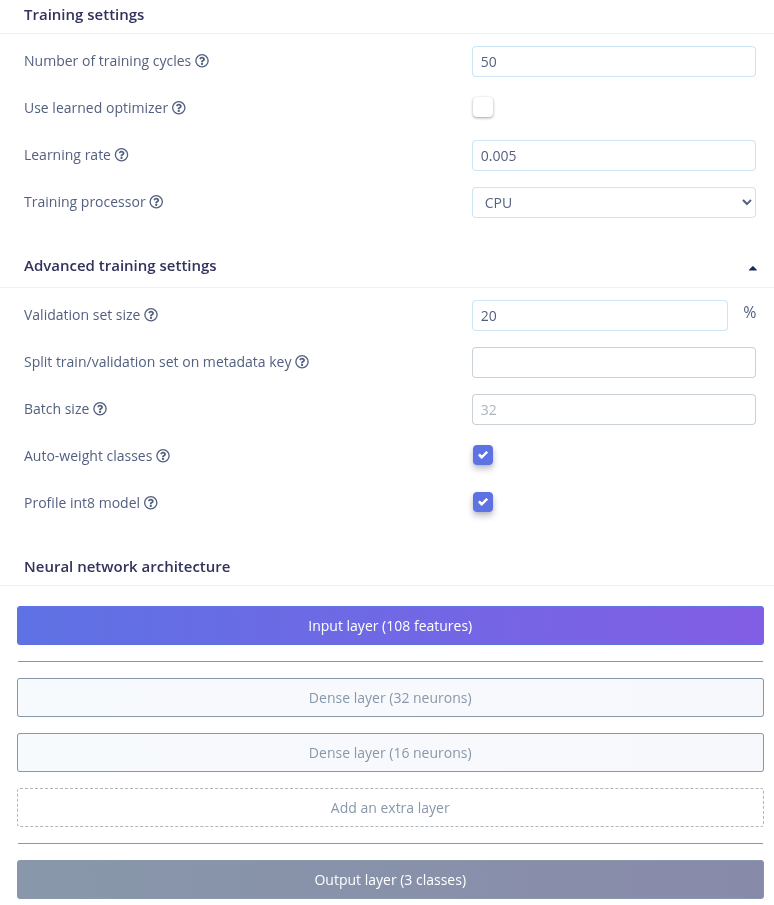 Training settings
Number of training cycles
50
Use learned optimizer
Learning rate
0.005
Training processor
CPU
Advanced training settings
Validation set size
20
%
Split train/validation set on metadata key
Batch size
32
Auto-weight classes
Profile int8 model
Neural network architecture
Input layer (108 features)
Dense layer (32 neurons)
Dense layer (16 neurons)
Add an extra layer
Output layer (3 classes)